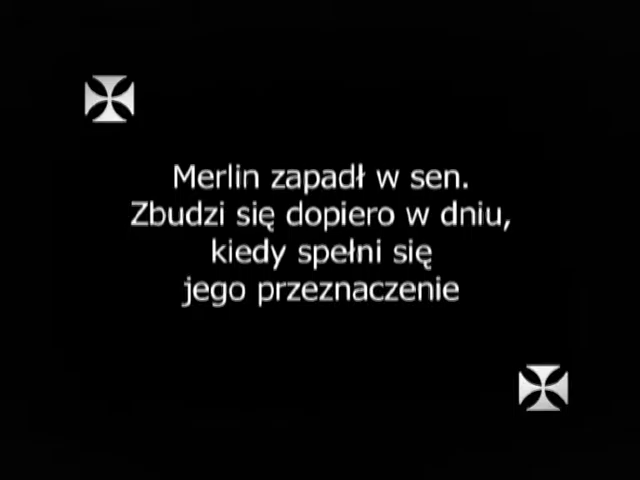 Merlin zapadł w sen.
Zbudzi się dopiero w dniu,
kiedy spełni się
jego przeznaczenie